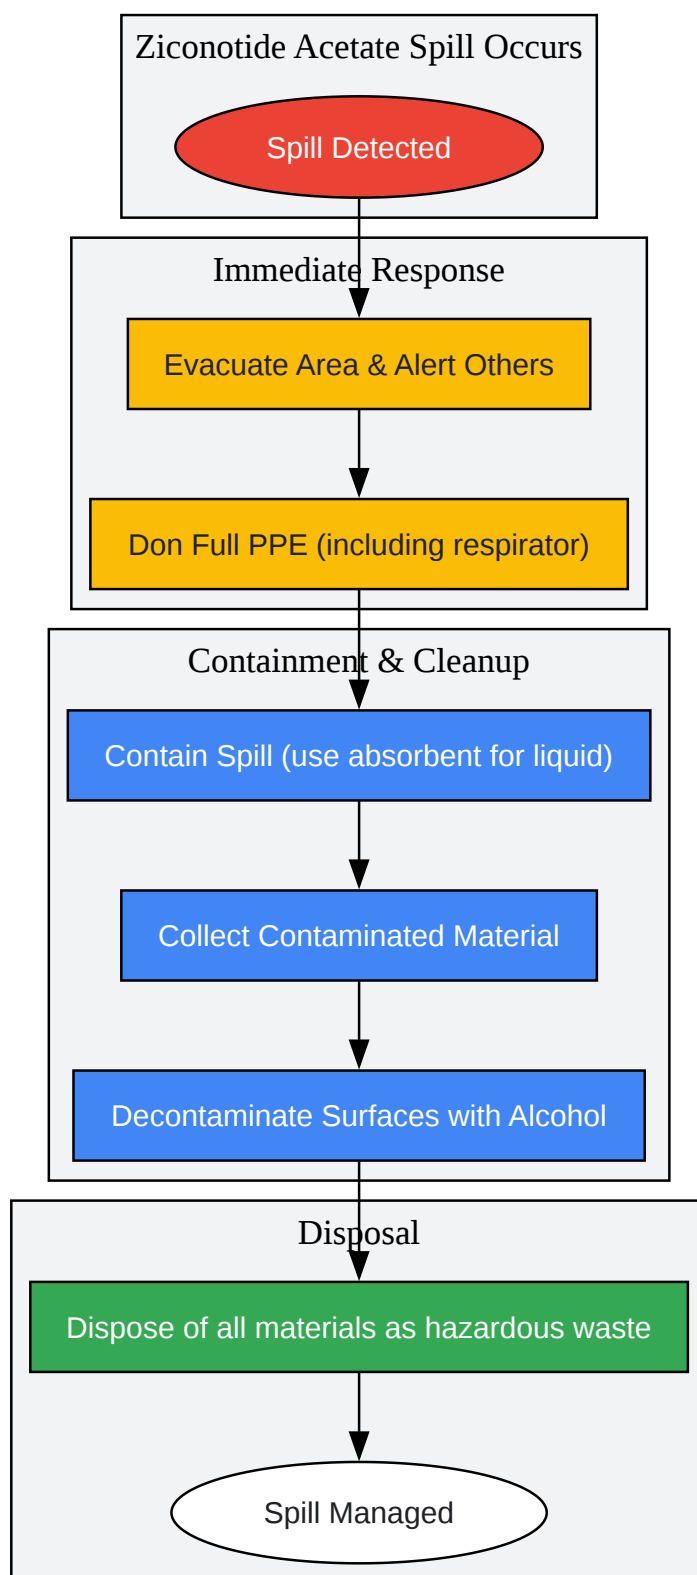 Ziconotide Acetate Spill Occurs
Spill Detected
Immediate Response
Evacuate Area & Alert Others
Don Full PPE (including respirator)
Containment & Cleanup
Contain Spill (use absorbent for liquid)
Collect Contaminated Material
Decontaminate Surfaces with Alcohol
Disposal
Dispose of all materials as hazardous waste
Spill Managed